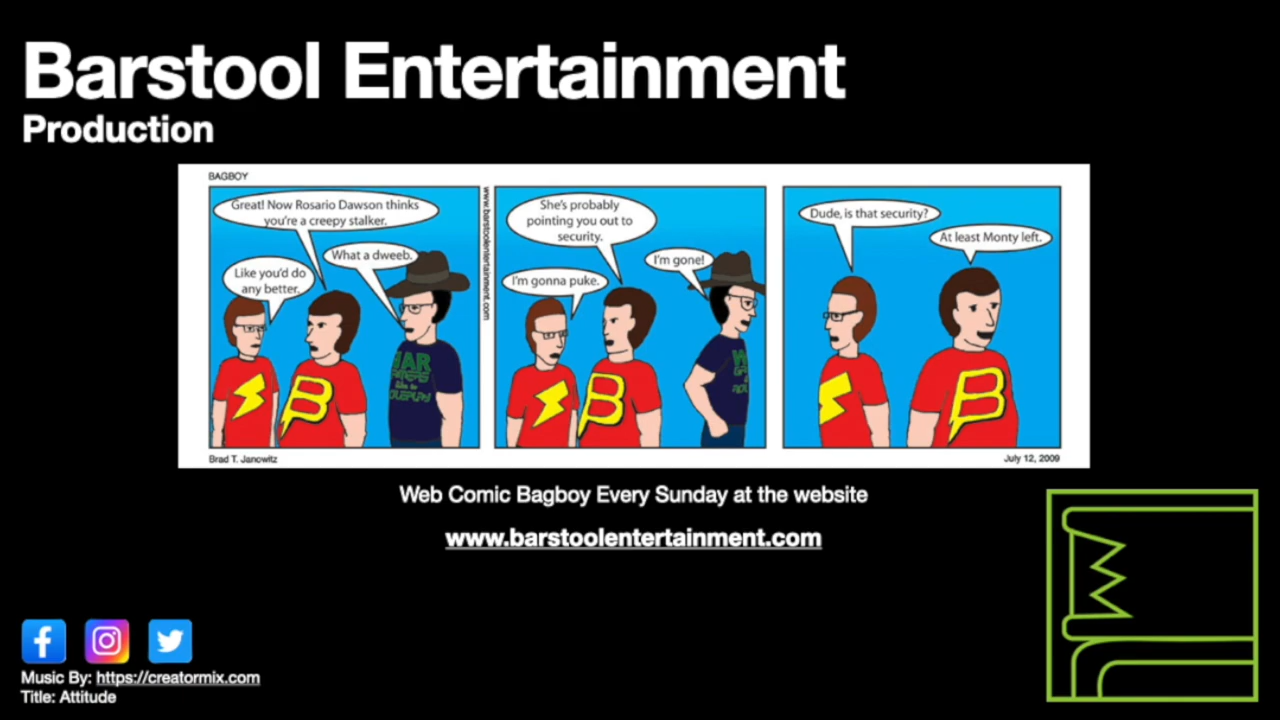 Barstool Entertainment
Production
BAGBOY
Great! Now Rosario Dawson thinks
you're a creepy stalker.
What a dweeb.
Like you'd do
any better.
WAR
www.barstoolentertainment.com
She's probably
pointing you out to
security.
I'm gone!
I'm gonna puke.
Dude, is that security?
At least Monty left.
Brad T. Janowitz
July 12, 2009
Web Comic Bagboy Every Sunday at the website
www.barstoolentertainment.com
Music By: https://creatormix.com
Title: Attitude